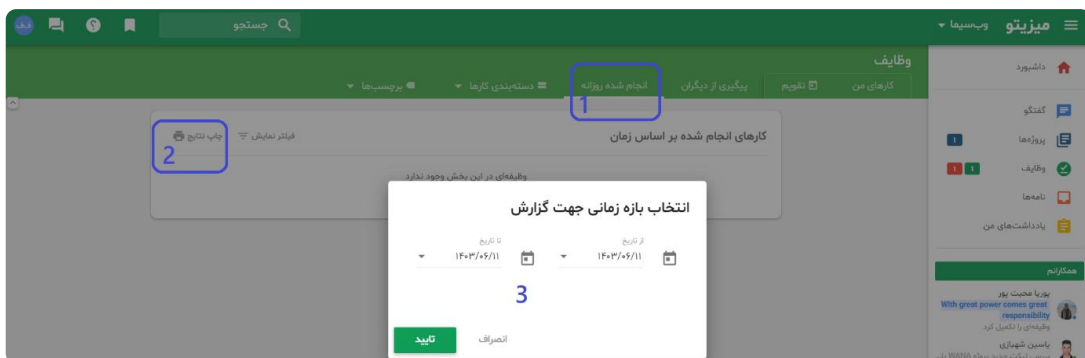 میزیتو وب‌سیما
جستجو
فیف
وظایف
کارهای من
تقویم
پیگیری از دیگران
انجام شده روزانه
دسته‌بندی کارها
برچسب‌ها
1
کارهای انجام شده بر اساس زمان
فیلتر نمایش
چاپ نتایج
2
وظیفه‌ای در این بخش وجود ندارد
انتخاب بازه زمانی جهت گزارش
از تاریخ
تا تاریخ
۱۴۰۳/۰۶/۱۱
۱۴۰۳/۰۶/۱۱
3
انصراف
تایید
داشبورد
گفتگو
پروژه‌ها
1
وظایف
1 1
نامه‌ها
یادداشت‌های من
همکارانم
پوریا محبت پور
With great power comes great
responsibility
وظیفه‌ای را تکمیل کرد
یاسین شهبازی